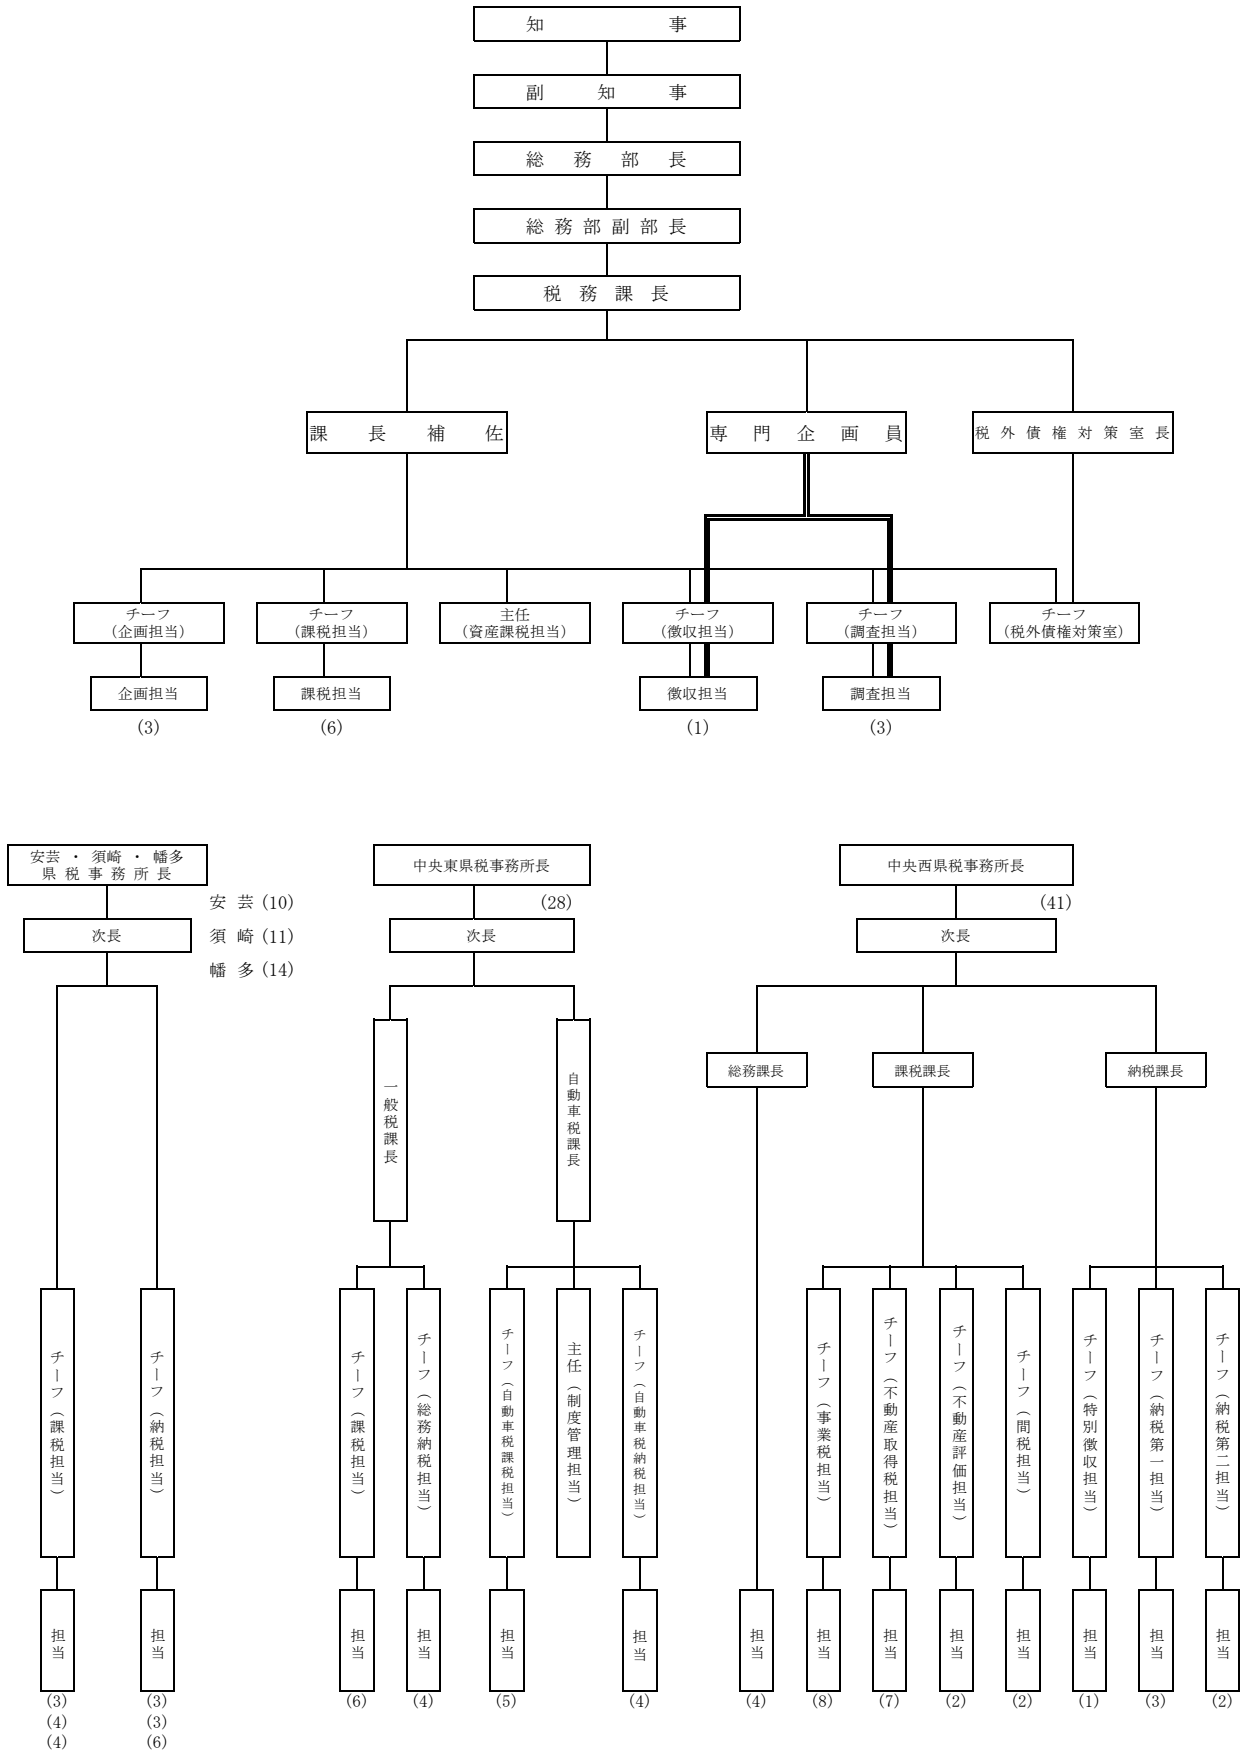 知事
副知事
総務部長
総務部副部長
税務課長
課長補佐
専門企画員
税外債権対策室長
チーフ
(企画担当)
チーフ
(課税担当)
主任
(資産課税担当)
チーフ
(徴収担当)
チーフ
(調査担当)
チーフ
(税外債権対策室)
企画担当
課税担当
徴収担当
調査担当
(3)
(6)
(1)
(3)
安芸・須崎・幡多
県税事務所長
安芸(10)
須崎(11)
幡多(14)
次長
中央東県税事務所長
(28)
次長
中央西県税事務所長
(41)
次長
一般税課長
自動車税課長
総務課長
課税課長
納税課長
チーフ(課税担当)
チーフ(納税担当)
チーフ(課税担当)
チーフ(総務納税担当)
チーフ(自動車税課税担当)
主任(制度管理担当)
チーフ(自動車税納税担当)
チーフ(事業税担当)
チーフ(不動産取得税担当)
チーフ(不動産評価担当)
チーフ(間税担当)
チーフ(特別徴収担当)
チーフ(納税第一担当)
チーフ(納税第二担当)
担当
担当
担当
担当
担当
担当
担当
担当
担当
担当
担当
担当
担当
担当
(3)
(4)
(4)
(3)
(3)
(6)
(6)
(4)
(5)
(4)
(4)
(8)
(7)
(2)
(2)
(1)
(3)
(2)